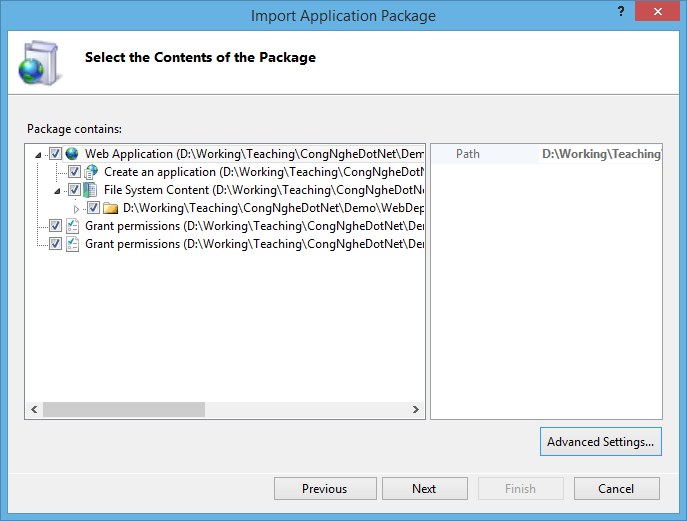 Import Application Package
?
Select the Contents of the Package
Package contains:
Web Application (D:\Working\Teaching\CongNgheDotNet\Dem
Create an application (D:\Working\Teaching\CongNgheDotN
File System Content (D:\Working\Teaching\CongNgheDotNe
D:\Working\Teaching\CongNgheDotNet\Demo\WebDep
Grant permissions (D:\Working\Teaching\CongNgheDotNet\De
Grant permissions (D:\Working\Teaching\CongNgheDotNet\De
Path D:\Working\Teaching\
Advanced Settings...
Previous Next Finish Cancel